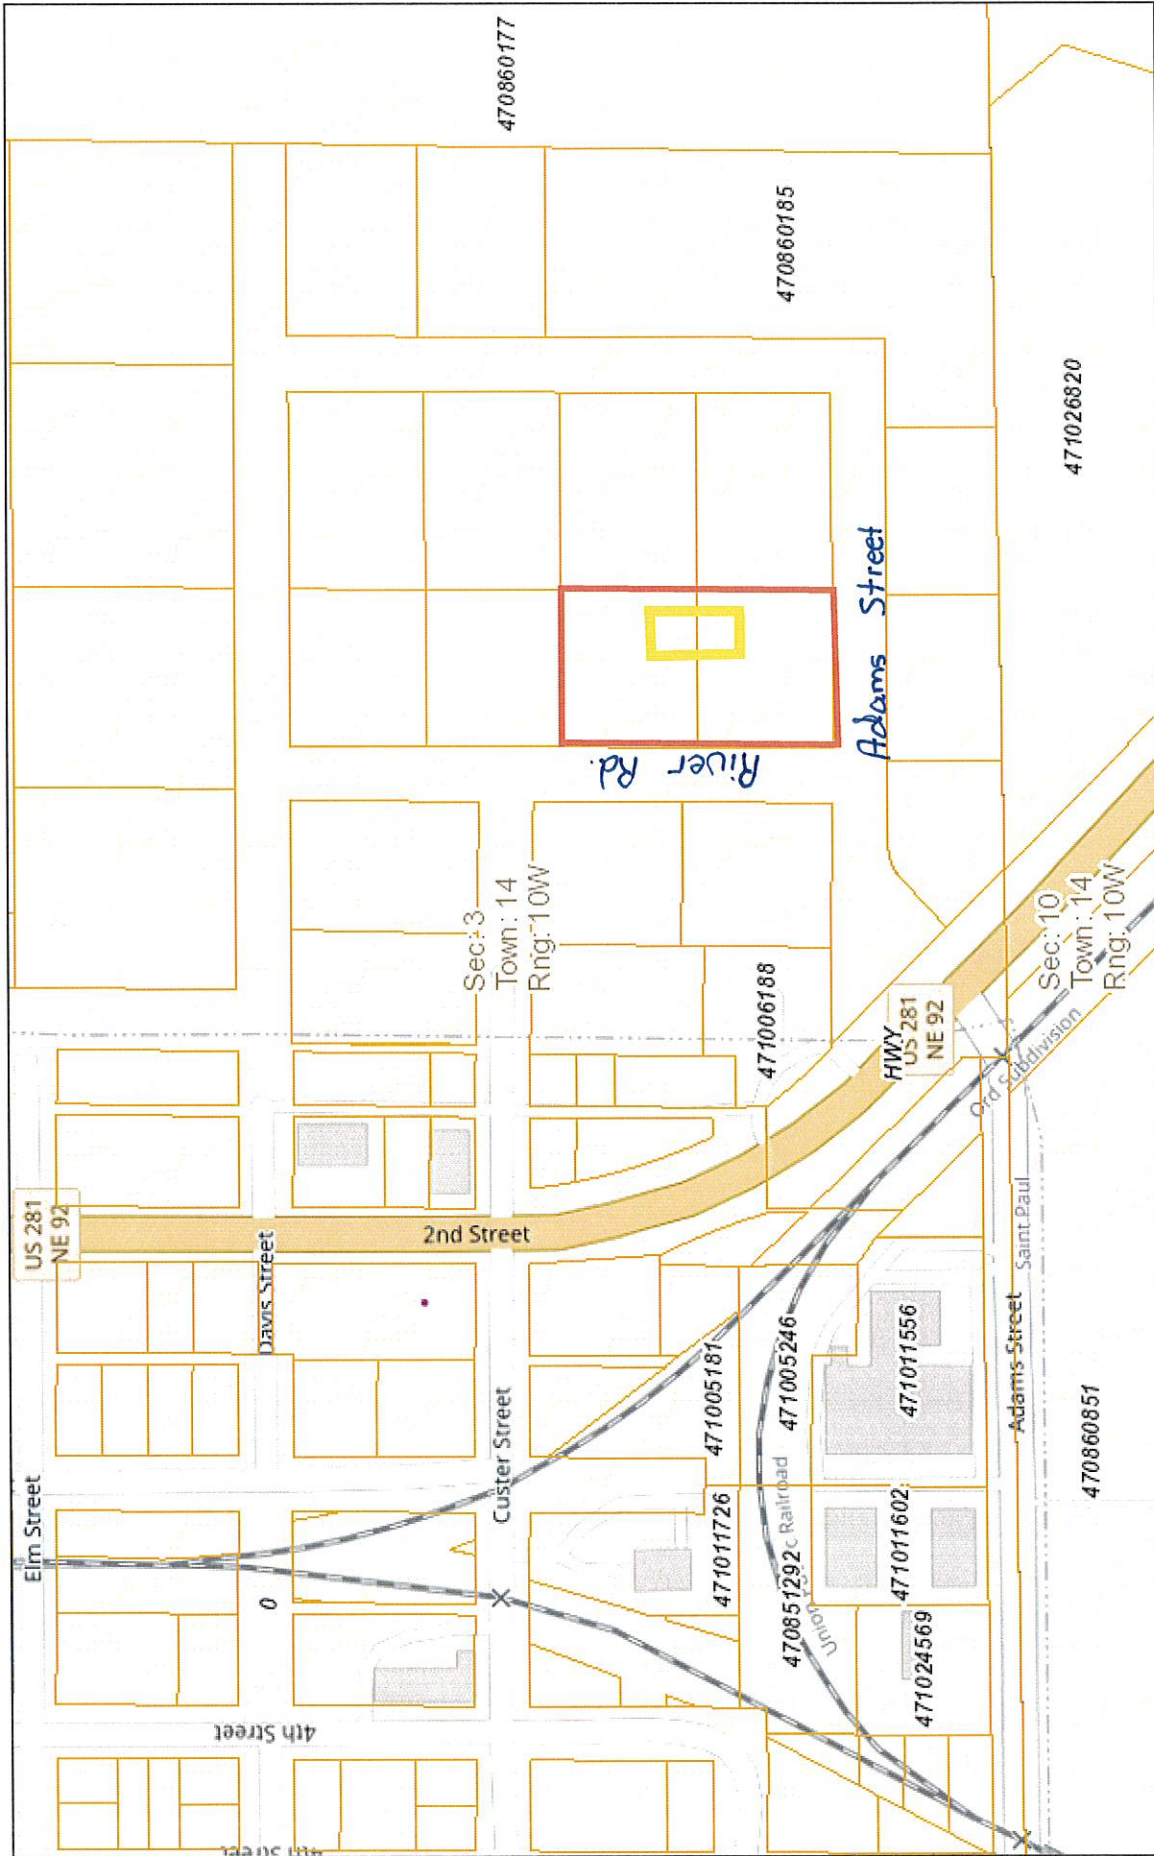 470860177
470860185
471026820
Adams Street
River Rd.
Sec: 3
Town: 14
Rng: 10W
471006188
HWY
US 281
NE 92
Sec: 10
Town: 14
Rng: 10W
Ord Subdivision
US 281
NE 92
2nd Street
Davis Street
Elm Street
Custer Street
0
4th Street
4th Street
471005181
471005246
471011556
Adams Street
Saint Paul
470860851
471011726
470851292
Railroad
471011602
471024569